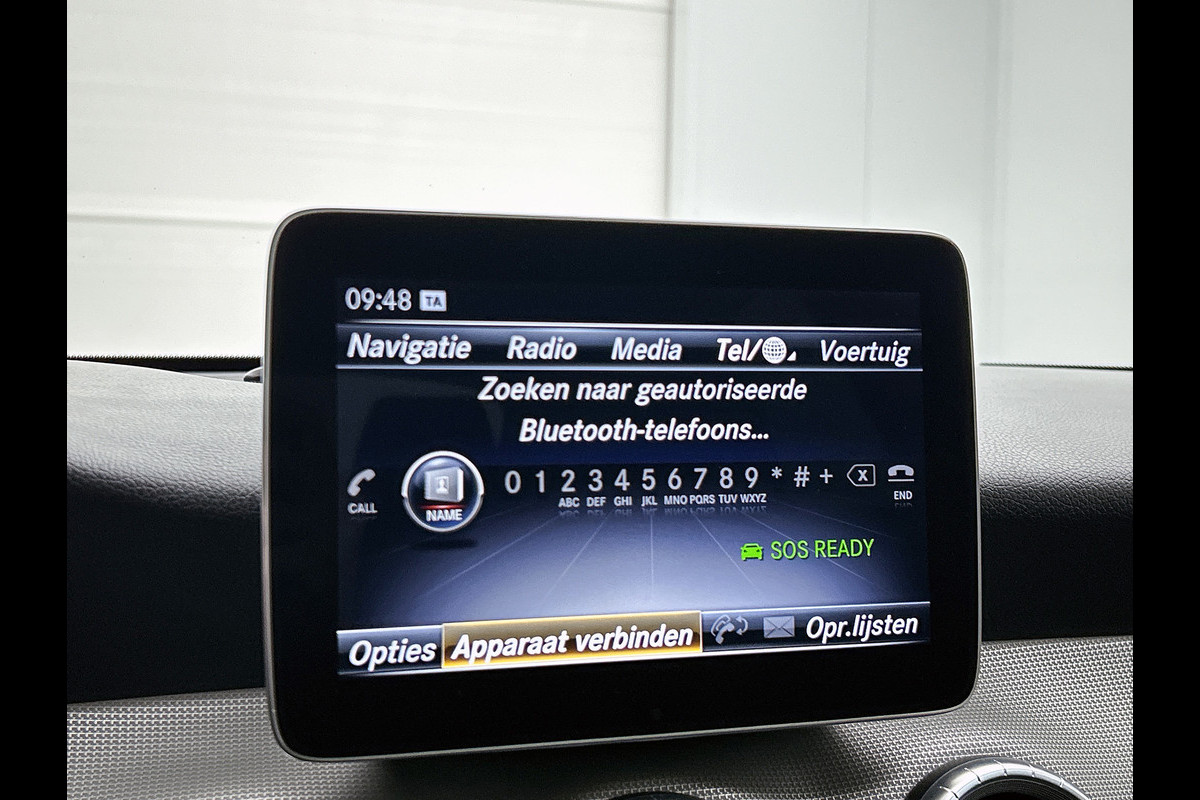 09:48 TA
Navigatie Radio Media Tel/ Voertuig
Zoeken naar geautoriseerde
Bluetooth-telefoons...
0 1 2 3 4 5 6 7 8 9 * # +
CALL NAME ABC DEF GHI JKL MNO PQRS TUV WXYZ END
SOS READY
Opties Apparaat verbinden Opr.lijsten